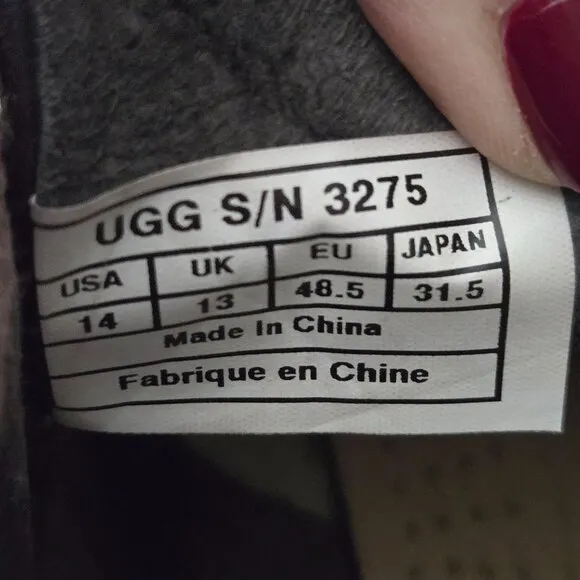 UGG S/N 3275
USA UK EU JAPAN
14 13 48.5 31.5
Made In China
Fabrique en Chine